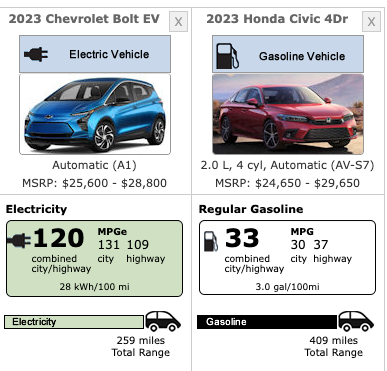 2023 Chevrolet Bolt EV
X
Electric Vehicle
Automatic (A1)
MSRP: $25,600 - $28,800
Electricity
120
combined
city/highway
MPGe
131 109
city highway
28 kWh/100 mi
Electricity
259 miles
Total Range
2023 Honda Civic 4Dr
X
Gasoline Vehicle
2.0 L, 4 cyl, Automatic (AV-S7)
MSRP: $24,650 - $29,650
Regular Gasoline
33
combined
city/highway
MPG
30 37
city highway
3.0 gal/100mi
Gasoline
409 miles
Total Range